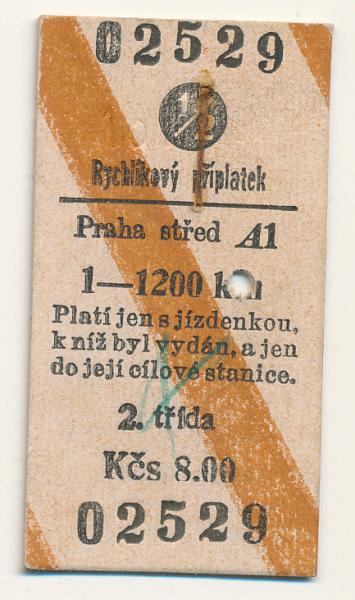 02529
1/2
Rychlíkový příplatek
Praha střed A1
1—1200 km
Platí jen s jízdenkou,
k níž byl vydán, a jen
do její cílové stanice.
2. třída
Kčs 8.00
02529